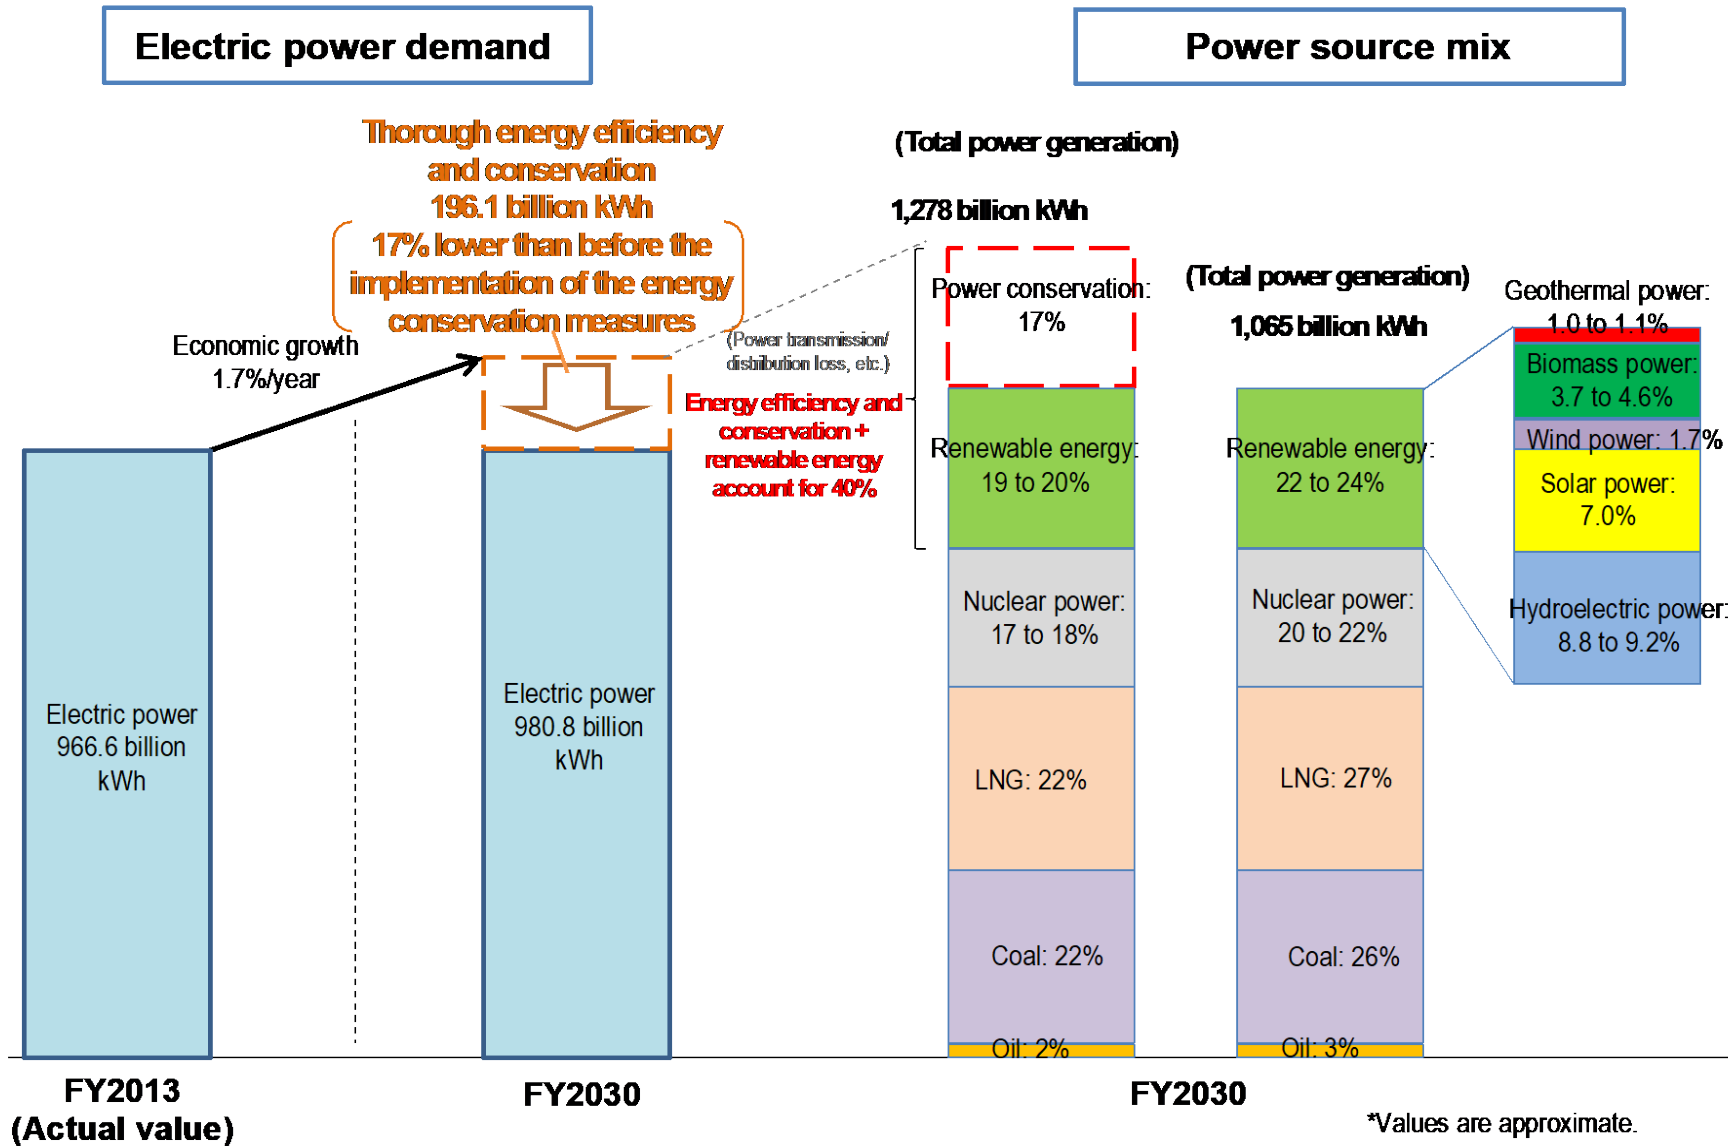 Electric power demand
Power source mix
Thorough energy efficiency
and conservation
196.1 billion kWh
17% lower than before the
implementation of the energy
conservation measures
Economic growth
1.7%/year
Electric power
966.6 billion
kWh
Electric power
980.8 billion
kWh
FY2013
(Actual value)
FY2030
(Total power generation)
1,278 billion kWh
(Power transmission/
distribution loss, etc.)
Energy efficiency and
conservation +
renewable energy
account for 40%
Power conservation:
17%
Renewable energy:
19 to 20%
Nuclear power:
17 to 18%
LNG: 22%
Coal: 22%
Oil: 2%
(Total power generation)
1,065 billion kWh
Renewable energy:
22 to 24%
Nuclear power:
20 to 22%
LNG: 27%
Coal: 26%
Oil: 3%
Geothermal power:
1.0 to 1.1%
Biomass power:
3.7 to 4.6%
Wind power: 1.7%
Solar power:
7.0%
Hydroelectric power:
8.8 to 9.2%
FY2030
*Values are approximate.